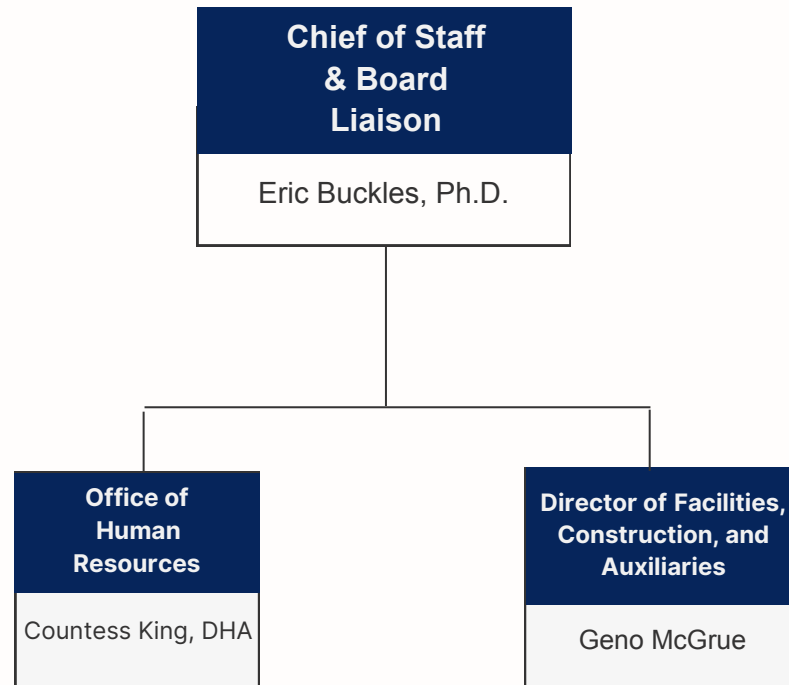 Chief of Staff
& Board
Liaison
Eric Buckles, Ph.D.
Office of
Human
Resources
Countess King, DHA
Director of Facilities,
Construction, and
Auxiliaries
Geno McGrue